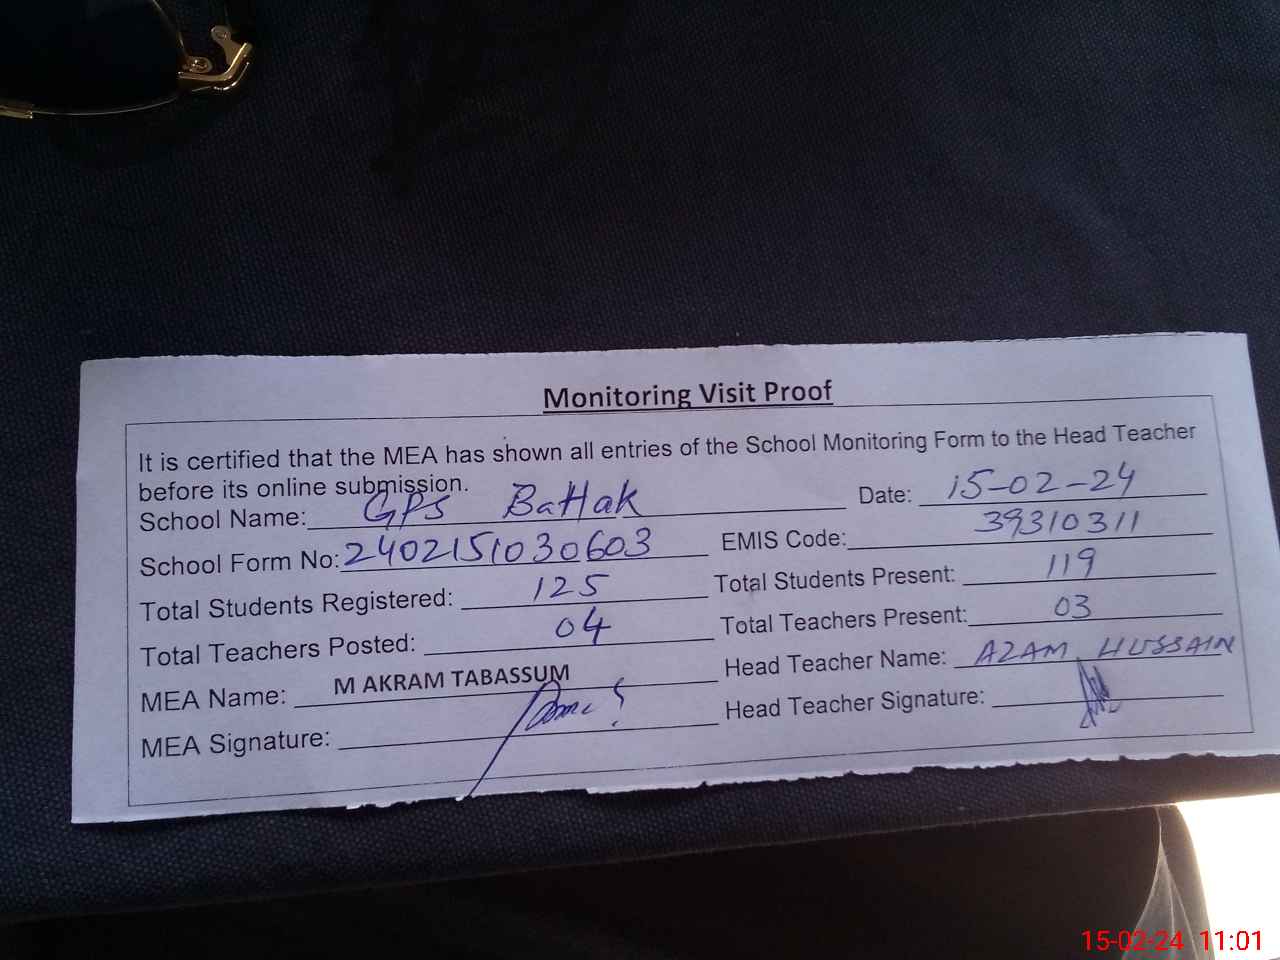 Monitoring Visit Proof
It is certified that the MEA has shown all entries of the School Monitoring Form to the Head Teacher
before its online submission.
School Name: GPS Battak Date: 15-02-24
School Form No: 2402151030603 EMIS Code: 39310311
Total Students Registered: 125 Total Students Present: 119
Total Teachers Posted: 04 Total Teachers Present: 03
MEA Name: M AKRAM TABASSUM Head Teacher Name: AZAM HUSSAIN
MEA Signature: Head Teacher Signature:
15-02-24 11:01